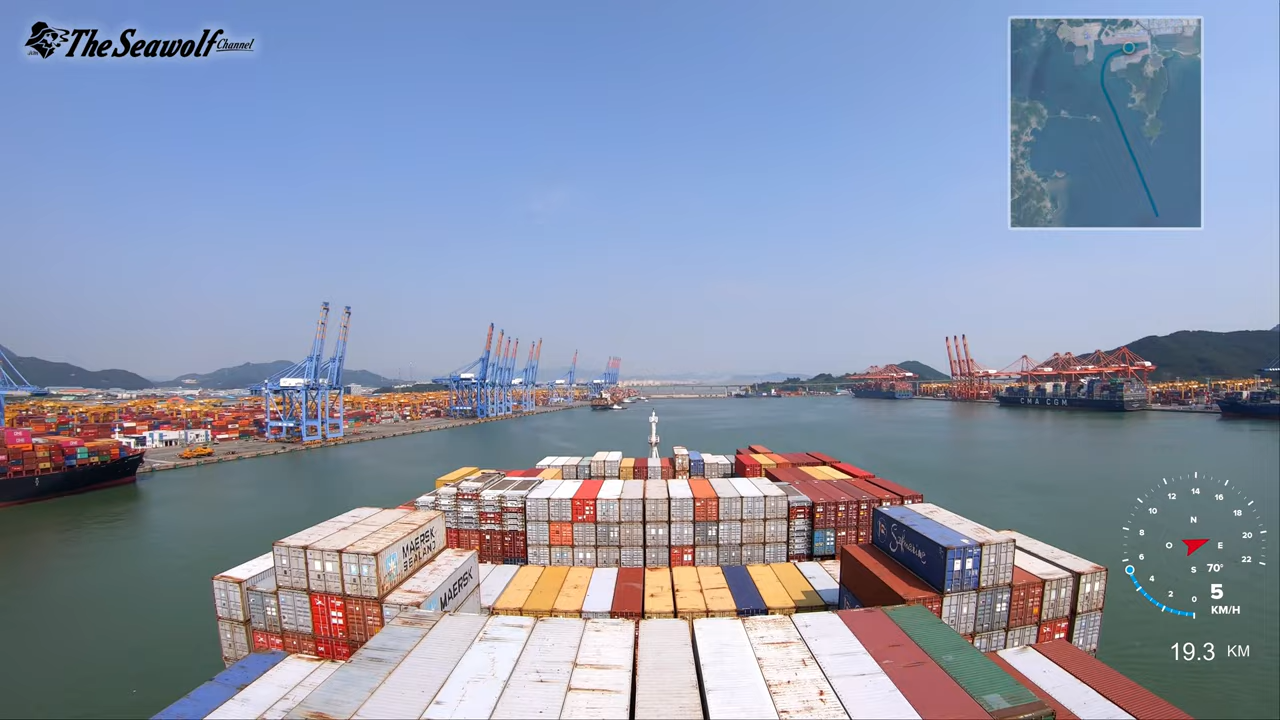 The Seawolf Channel
12 14 16
10 18
N
8 20
O E
6 22
S 70°
4
5
2
KM/H
0
19.3 KM
CMA CGM
MAERSK
SEALAND
MAERSK
Safmarine